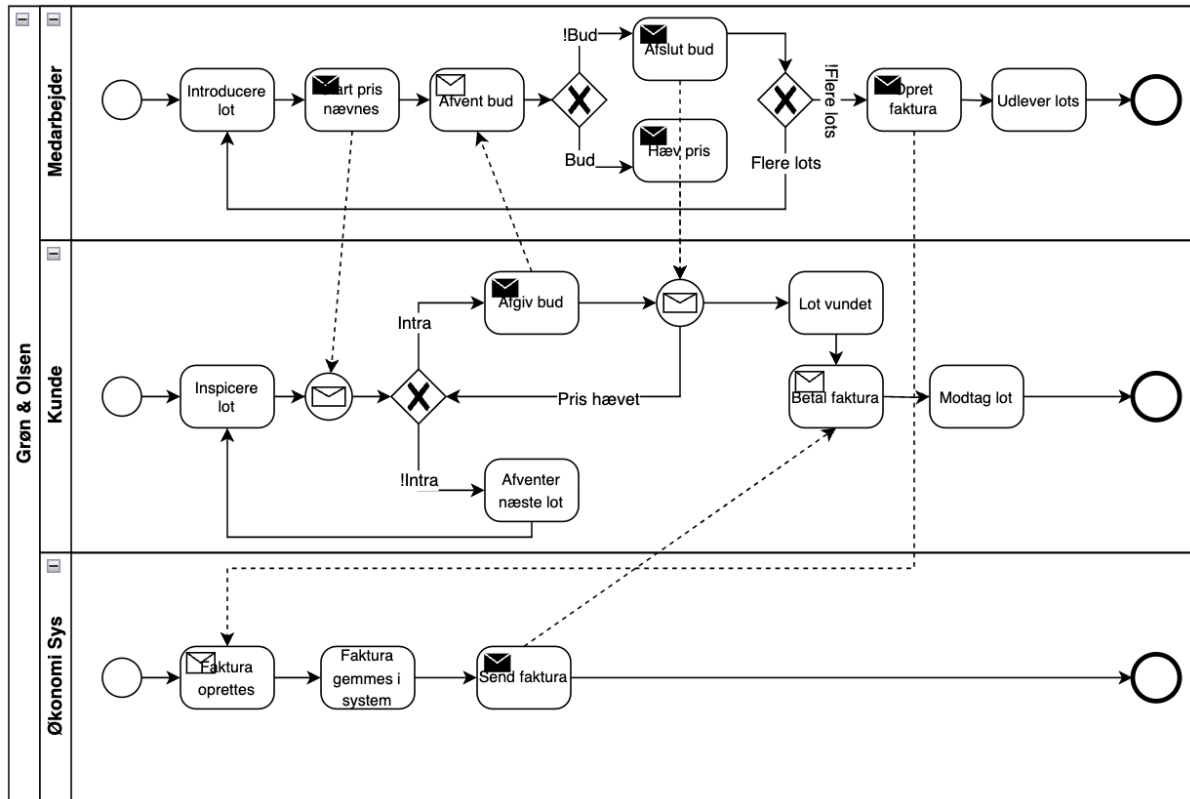 Grøn & Olsen
Medarbejder
Introducere
lot
Start pris
nævnes
Afvent bud
!Bud
Bud
Afslut bud
Hæv pris
Flere lots
!Flere lots
Opret
faktura
Udlever lots
Kunde
Inspicere
lot
Intra
!Intra
Afgiv bud
Afventer
næste lot
Pris hævet
Lot vundet
Betal faktura
Modtag lot
Økonomi Sys
Faktura
oprettes
Faktura
gemmes i
system
Send faktura